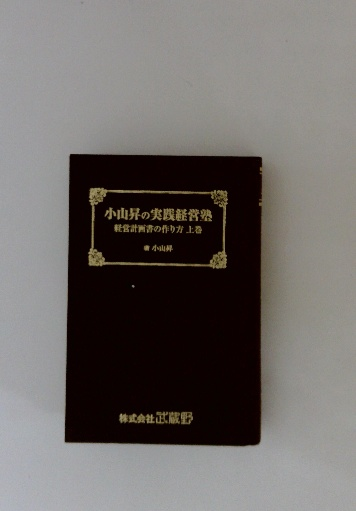 小山昇の実践経営塾
経営計画書の作り方 上巻
著 小山昇
株式会社 武蔵野